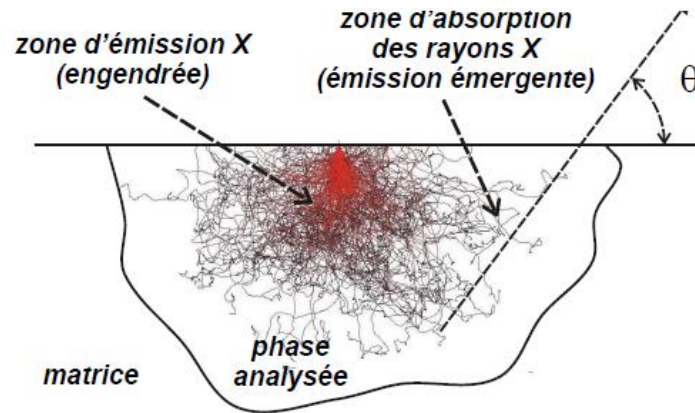 zone d'émission X
(engendrée)
zone d'absorption
des rayons X
(émission émergente)
θ
phase
analysée
matrice